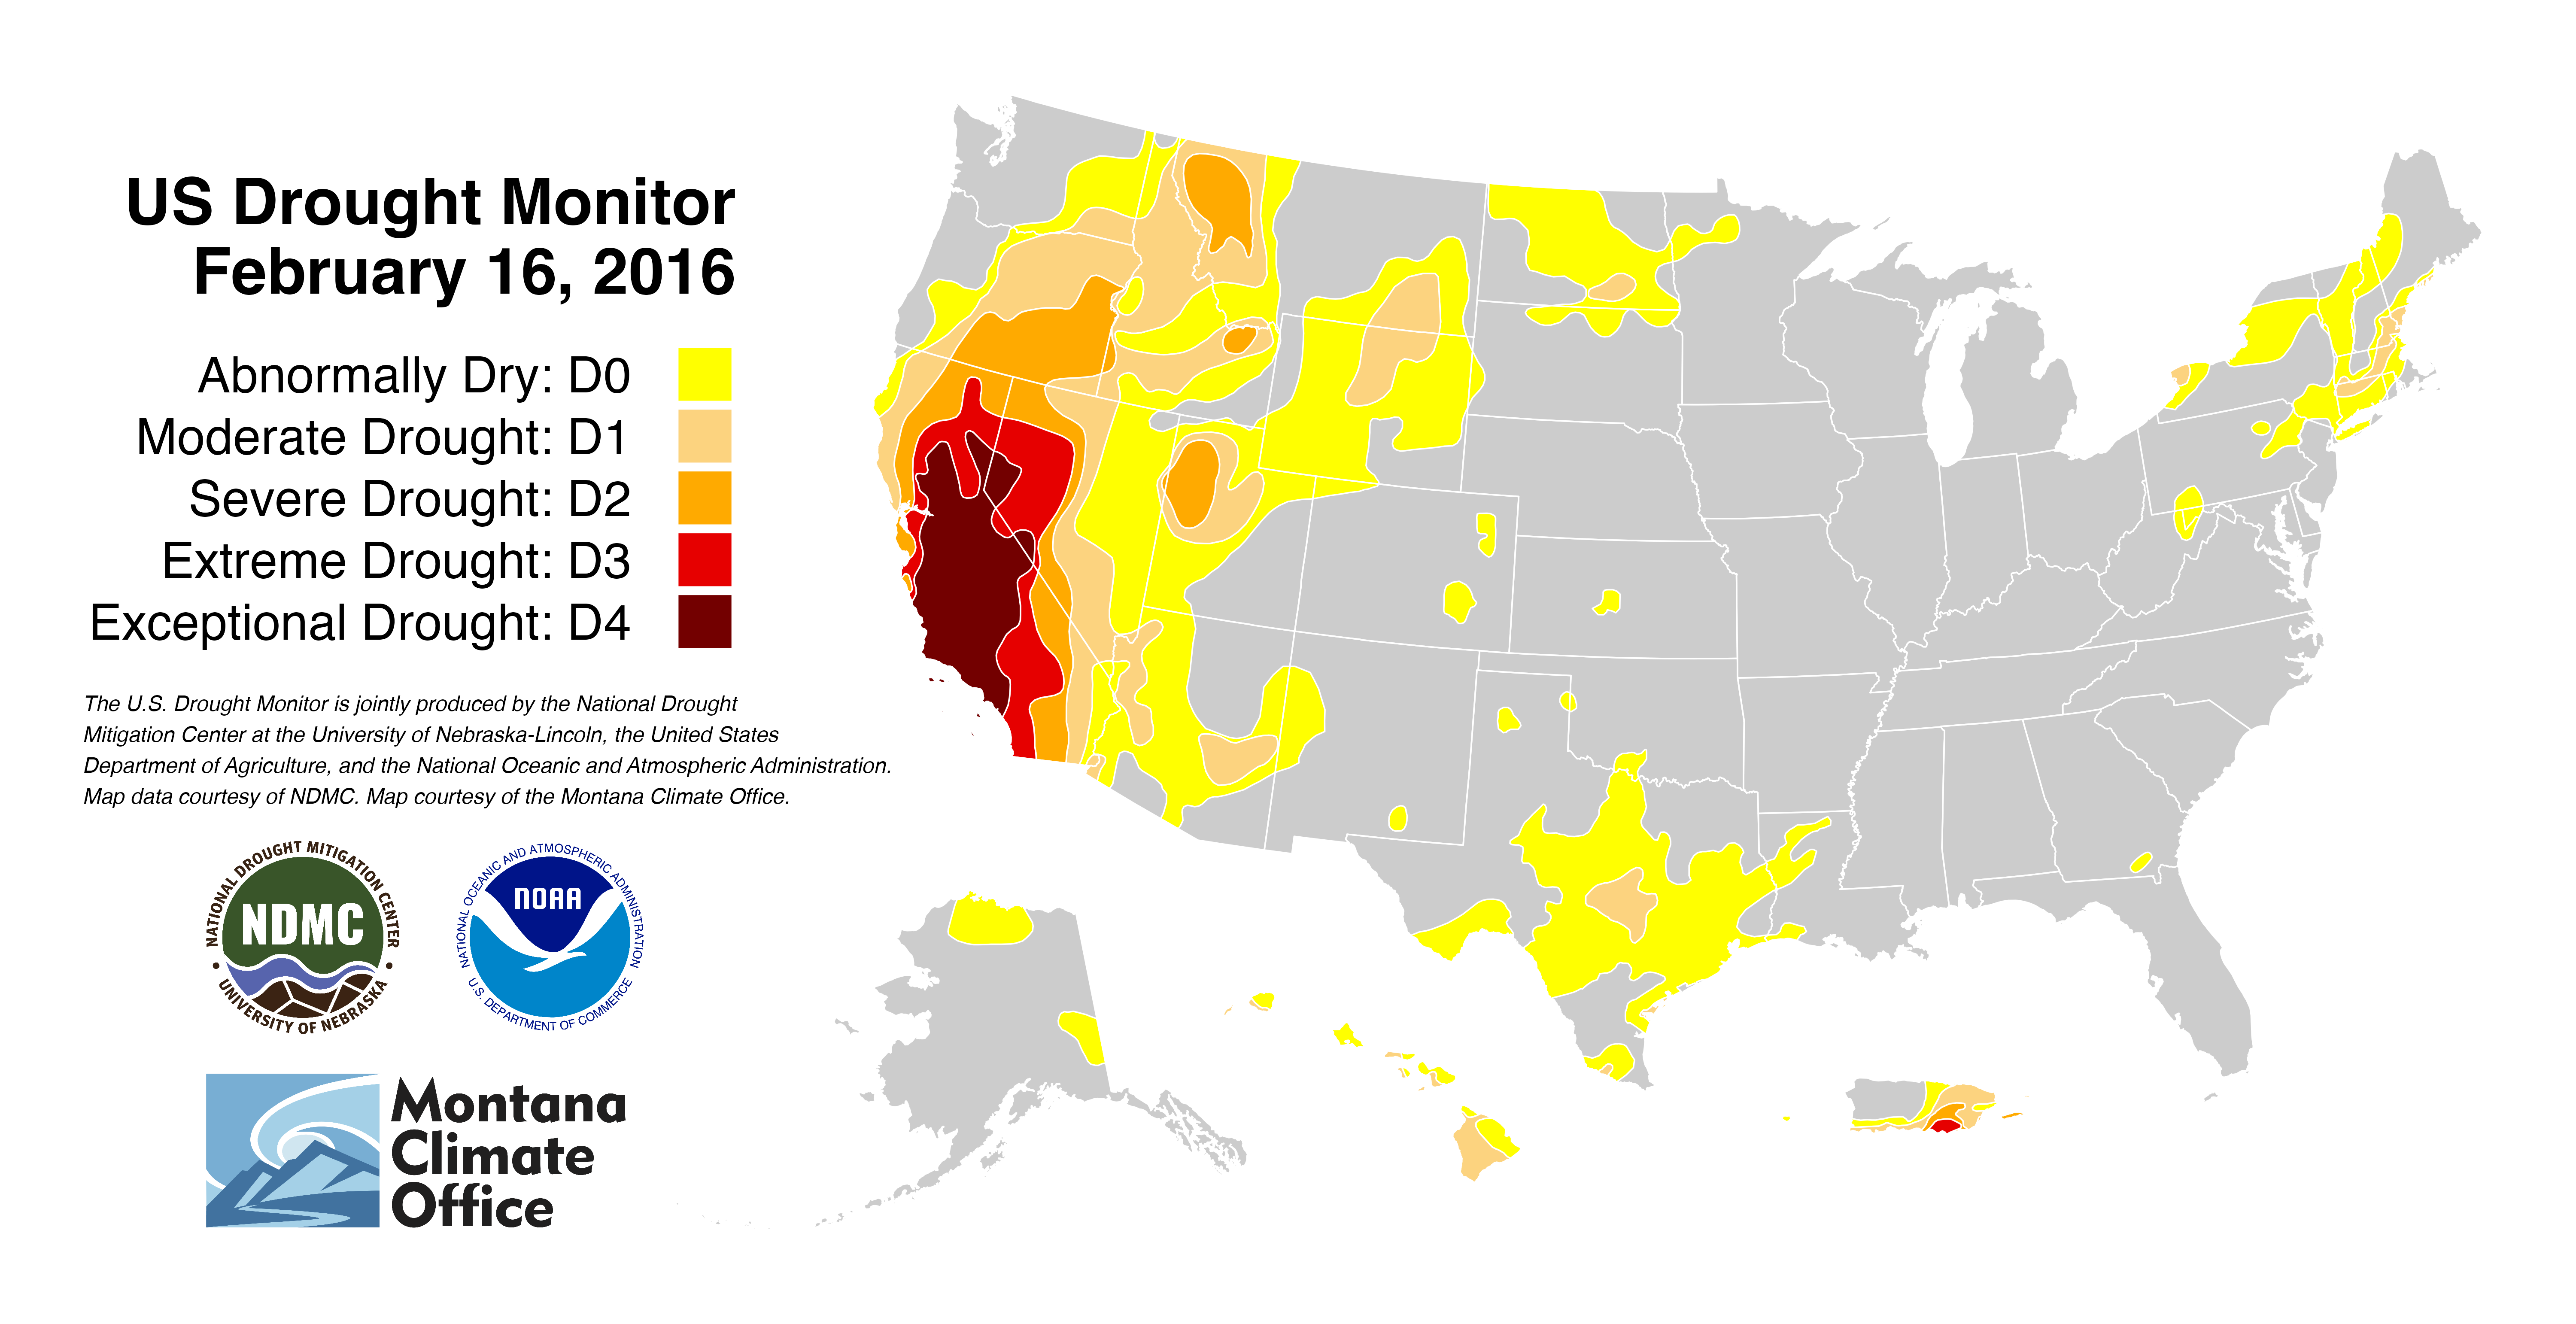 US Drought Monitor
February 16, 2016
Abnormally Dry: D0
Moderate Drought: D1
Severe Drought: D2
Extreme Drought: D3
Exceptional Drought: D4
The U.S. Drought Monitor is jointly produced by the National Drought
Mitigation Center at the University of Nebraska-Lincoln, the United States
Department of Agriculture, and the National Oceanic and Atmospheric Administration.
Map data courtesy of NDMC. Map courtesy of the Montana Climate Office.
NATIONAL DROUGHT MITIGATION CENTER
NDMC
• UNIVERSITY OF NEBRASKA •
NATIONAL OCEANIC AND ATMOSPHERIC ADMINISTRATION
NOAA
U.S. DEPARTMENT OF COMMERCE
Montana
Climate
Office